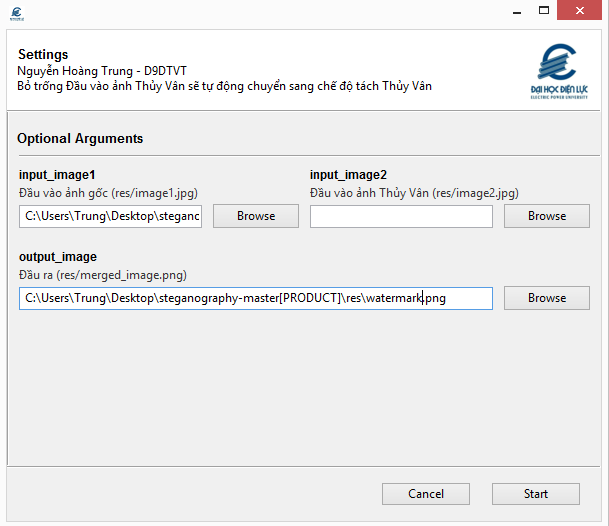 Settings
Nguyễn Hoàng Trung - D9DTVT
Bỏ trống Đầu vào ảnh Thủy Vân sẽ tự động chuyển sang chế độ tách Thủy Vân
ĐẠI HỌC ĐIỆN LỰC
ELECTRIC POWER UNIVERSITY
Optional Arguments
input_image1
Đầu vào ảnh gốc (res/image1.jpg)
C:\Users\Trung\Desktop\steganc
Browse
input_image2
Đầu vào ảnh Thủy Vân (res/image2.jpg)
Browse
output_image
Đầu ra (res/merged_image.png)
C:\Users\Trung\Desktop\steganography-master[PRODUCT]\res\watermark.png
Browse
Cancel
Start